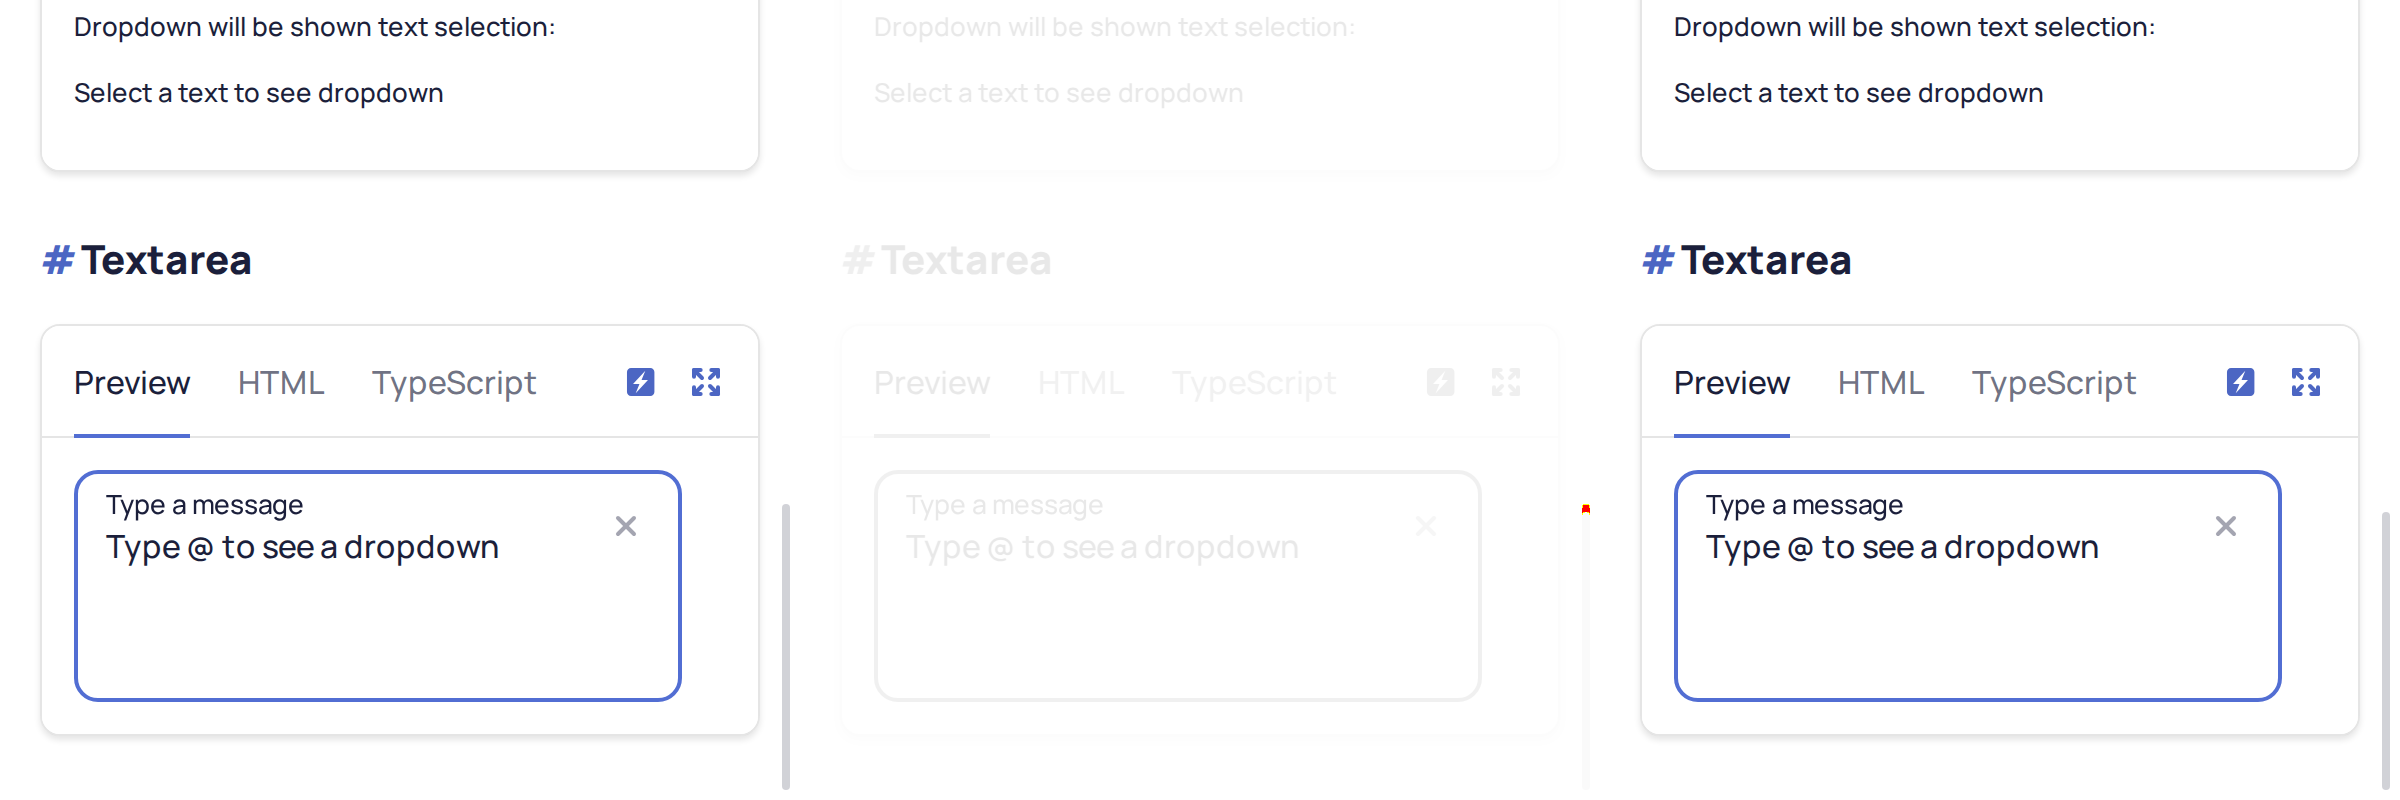 Dropdown will be shown text selection:
Select a text to see dropdown
# Textarea
Preview HTML TypeScript
Type a message
Type @ to see a dropdown
Dropdown will be shown text selection:
Select a text to see dropdown
# Textarea
Preview HTML TypeScript
Type a message
Type @ to see a dropdown
Dropdown will be shown text selection:
Select a text to see dropdown
# Textarea
Preview HTML TypeScript
Type a message
Type @ to see a dropdown